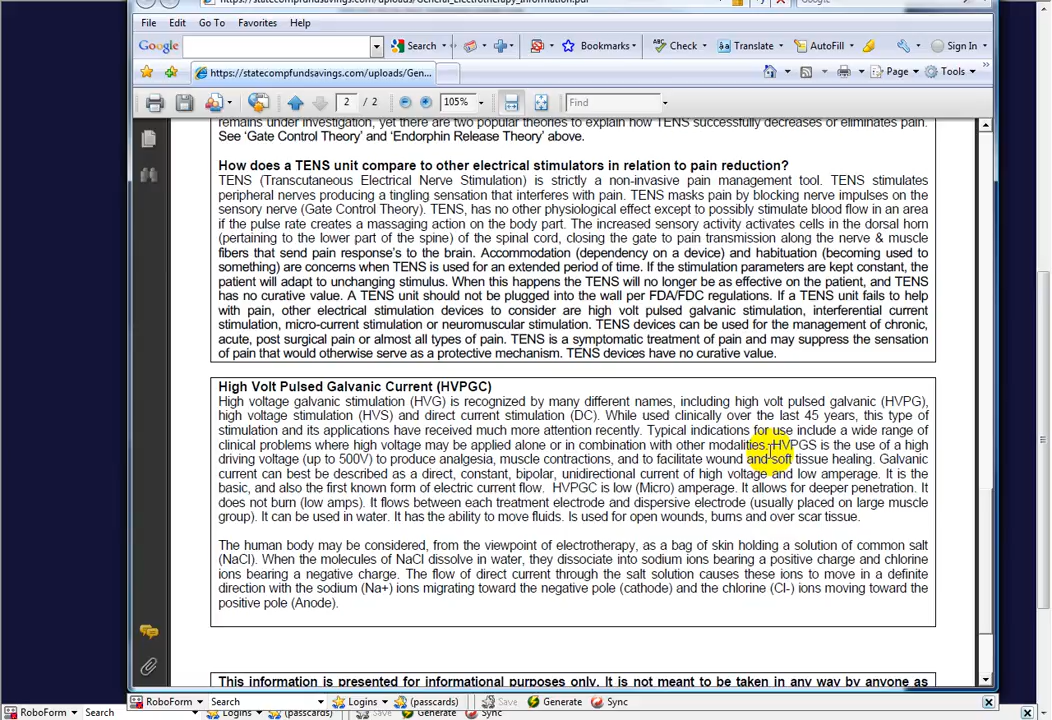 https://statecompfundsavings.com/uploads/General_Electrotherapy_Information.pdf
Google
File Edit Go To Favorites Help
Google Search Bookmarks Check Translate AutoFill Sign In
https://statecompfundsavings.com/uploads/Gen...
Page Tools
2 / 2 105% Find
remains under investigation, yet there are two popular theories to explain how TENS successfully decreases or eliminates pain.
See 'Gate Control Theory' and 'Endorphin Release Theory' above.
How does a TENS unit compare to other electrical stimulators in relation to pain reduction?
TENS (Transcutaneous Electrical Nerve Stimulation) is strictly a non-invasive pain management tool. TENS stimulates
peripheral nerves producing a tingling sensation that interferes with pain. TENS masks pain by blocking nerve impulses on the
sensory nerve (Gate Control Theory). TENS, has no other physiological effect except to possibly stimulate blood flow in an area
if the pulse rate creates a massaging action on the body part. The increased sensory activity activates cells in the dorsal horn
(pertaining to the lower part of the spine) of the spinal cord, closing the gate to pain transmission along the nerve & muscle
fibers that send pain response's to the brain. Accommodation (dependency on a device) and habituation (becoming used to
something) are concerns when TENS is used for an extended period of time. If the stimulation parameters are kept constant, the
patient will adapt to unchanging stimulus. When this happens the TENS will no longer be as effective on the patient, and TENS
has no curative value. A TENS unit should not be plugged into the wall per FDA/FDC regulations. If a TENS unit fails to help
with pain, other electrical stimulation devices to consider are high volt pulsed galvanic stimulation, interferential current
stimulation, micro-current stimulation or neuromuscular stimulation. TENS devices can be used for the management of chronic,
acute, post surgical pain or almost all types of pain. TENS is a symptomatic treatment of pain and may suppress the sensation
of pain that would otherwise serve as a protective mechanism. TENS devices have no curative value.
High Volt Pulsed Galvanic Current (HVPGC)
High voltage galvanic stimulation (HVG) is recognized by many different names, including high volt pulsed galvanic (HVPG),
high voltage stimulation (HVS) and direct current stimulation (DC). While used clinically over the last 45 years, this type of
stimulation and its applications have received much more attention recently. Typical indications for use include a wide range of
clinical problems where high voltage may be applied alone or in combination with other modalities. HVPGS is the use of a high
driving voltage (up to 500V) to produce analgesia, muscle contractions, and to facilitate wound and soft tissue healing. Galvanic
current can best be described as a direct, constant, bipolar, unidirectional current of high voltage and low amperage. It is the
basic, and also the first known form of electric current flow. HVPGC is low (Micro) amperage. It allows for deeper penetration. It
does not burn (low amps). It flows between each treatment electrode and dispersive electrode (usually placed on large muscle
group). It can be used in water. It has the ability to move fluids. Is used for open wounds, burns and over scar tissue.
The human body may be considered, from the viewpoint of electrotherapy, as a bag of skin holding a solution of common salt
(NaCl). When the molecules of NaCl dissolve in water, they dissociate into sodium ions bearing a positive charge and chlorine
ions bearing a negative charge. The flow of direct current through the salt solution causes these ions to move in a definite
direction with the sodium (Na+) ions migrating toward the negative pole (cathode) and the chlorine (Cl-) ions moving toward the
positive pole (Anode).
This information is presented for informational purposes only. It is not meant to be taken in any way by anyone as
RoboForm Search Logins (passcards) Save Generate Sync
RoboForm Search Logins (passcards) Save Generate Sync